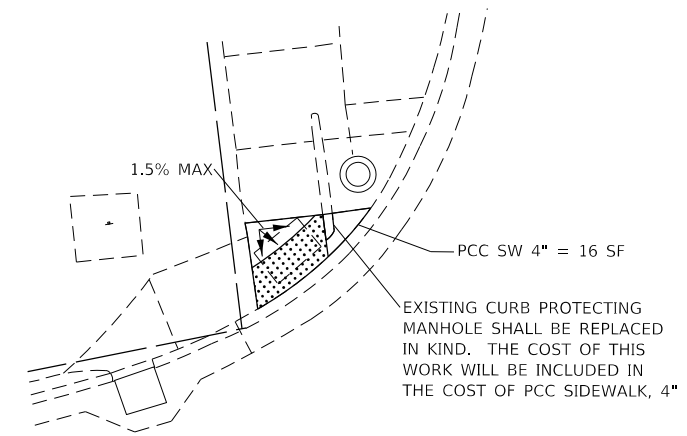 1.5% MAX
PCC SW 4" = 16 SF
EXISTING CURB PROTECTING
MANHOLE SHALL BE REPLACED
IN KIND. THE COST OF THIS
WORK WILL BE INCLUDED IN
THE COST OF PCC SIDEWALK, 4"